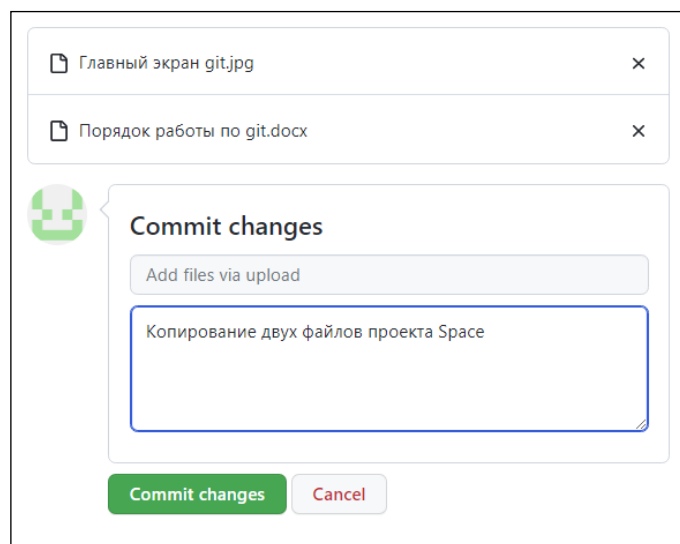 Главный экран git.jpg
Порядок работы по git.docx
Commit changes
Add files via upload
Копирование двух файлов проекта Space
Commit changes
Cancel